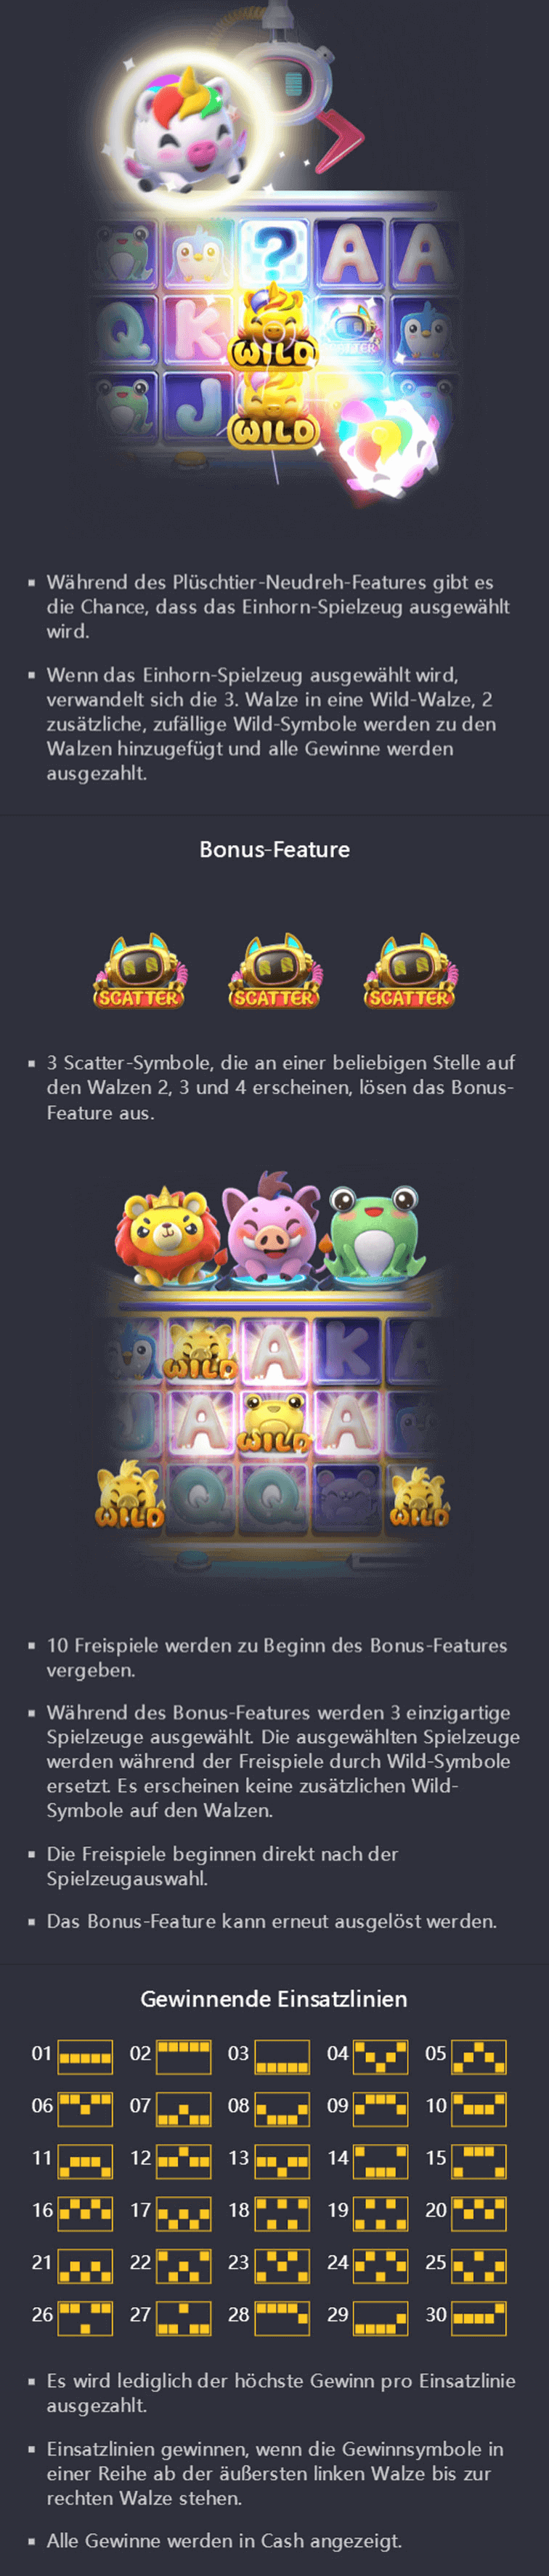 ?
A
A
Q
K
WILD
SCATTER
J
WILD
▪ Während des Plüschtier-Neudreh-Features gibt es
die Chance, dass das Einhorn-Spielzeug ausgewählt
wird.
▪ Wenn das Einhorn-Spielzeug ausgewählt wird,
verwandelt sich die 3. Walze in eine Wild-Walze, 2
zusätzliche, zufällige Wild-Symbole werden zu den
Walzen hinzugefügt und alle Gewinne werden
ausgezahlt.
Bonus-Feature
SCATTER SCATTER SCATTER
▪ 3 Scatter-Symbole, die an einer beliebigen Stelle auf
den Walzen 2, 3 und 4 erscheinen, lösen das Bonus-
Feature aus.
WILD A K A
J A WILD A
WILD Q Q WILD
▪ 10 Freispiele werden zu Beginn des Bonus-Features
vergeben.
▪ Während des Bonus-Features werden 3 einzigartige
Spielzeuge ausgewählt. Die ausgewählten Spielzeuge
werden während der Freispiele durch Wild-Symbole
ersetzt. Es erscheinen keine zusätzlichen Wild-
Symbole auf den Walzen.
▪ Die Freispiele beginnen direkt nach der
Spielzeugauswahl.
▪ Das Bonus-Feature kann erneut ausgelöst werden.
Gewinnende Einsatzlinien
01 02 03 04 05
06 07 08 09 10
11 12 13 14 15
16 17 18 19 20
21 22 23 24 25
26 27 28 29 30
▪ Es wird lediglich der höchste Gewinn pro Einsatzlinie
ausgezahlt.
▪ Einsatzlinien gewinnen, wenn die Gewinnsymbole in
einer Reihe ab der äußersten linken Walze bis zur
rechten Walze stehen.
▪ Alle Gewinne werden in Cash angezeigt.